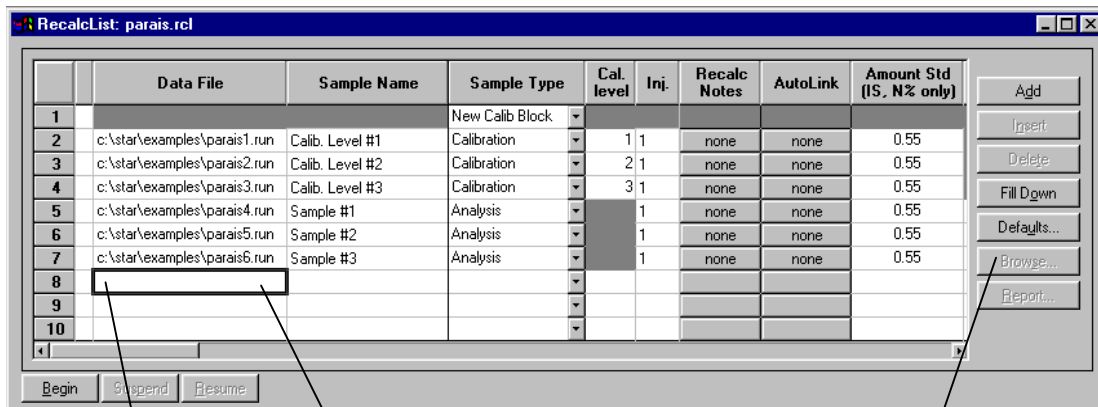 RecalcList: parais.rcl
Data File Sample Name Sample Type Cal. level Inj. Recalc Notes AutoLink Amount Std (IS, N% only)
1 New Calib Block
2 c:\star\examples\parais1.run Calib. Level #1 Calibration 1 1 none none 0.55
3 c:\star\examples\parais2.run Calib. Level #2 Calibration 2 1 none none 0.55
4 c:\star\examples\parais3.run Calib. Level #3 Calibration 3 1 none none 0.55
5 c:\star\examples\parais4.run Sample #1 Analysis 1 none none 0.55
6 c:\star\examples\parais5.run Sample #2 Analysis 1 none none 0.55
7 c:\star\examples\parais6.run Sample #3 Analysis 1 none none 0.55
8
9
10
Add
Insert
Delete
Fill Down
Defaults...
Browse...
Report...
Begin Suspend Resume